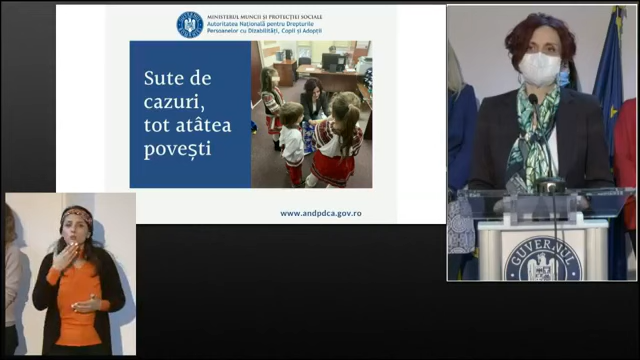 MINISTERUL MUNCII ȘI PROTECȚIEI SOCIALE
Autoritatea Națională pentru Drepturile
Persoanelor cu Dizabilități, Copii și Adopții
Sute de
cazuri,
tot atâtea
povești
www.andpdca.gov.ro
GUVERNUL